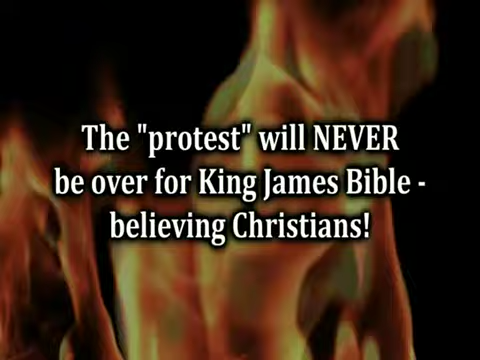 The "protest" will NEVER
be over for King James Bible -
believing Christians!